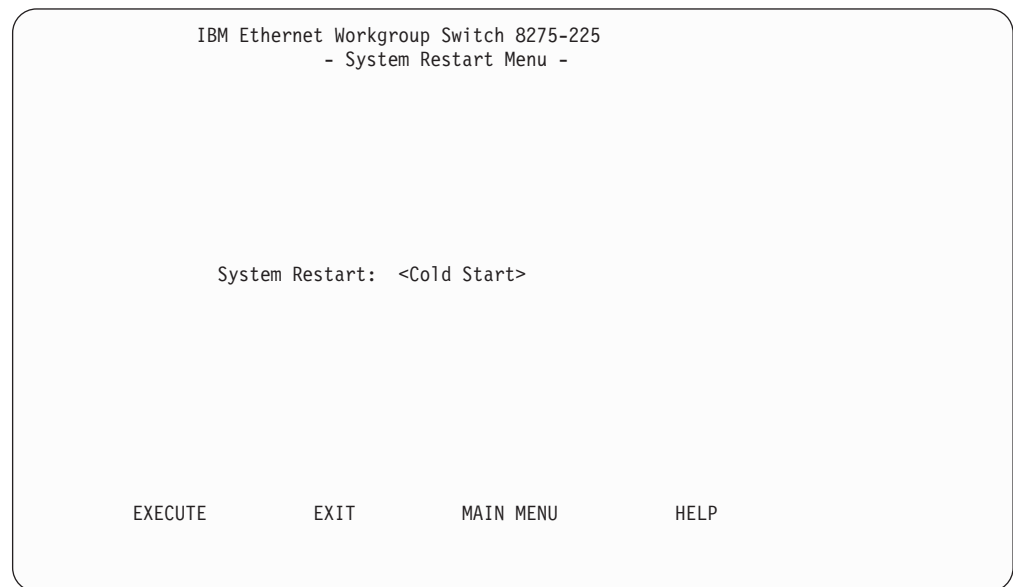 IBM Ethernet Workgroup Switch 8275-225
- System Restart Menu -
System Restart: <Cold Start>
EXECUTE EXIT MAIN MENU HELP